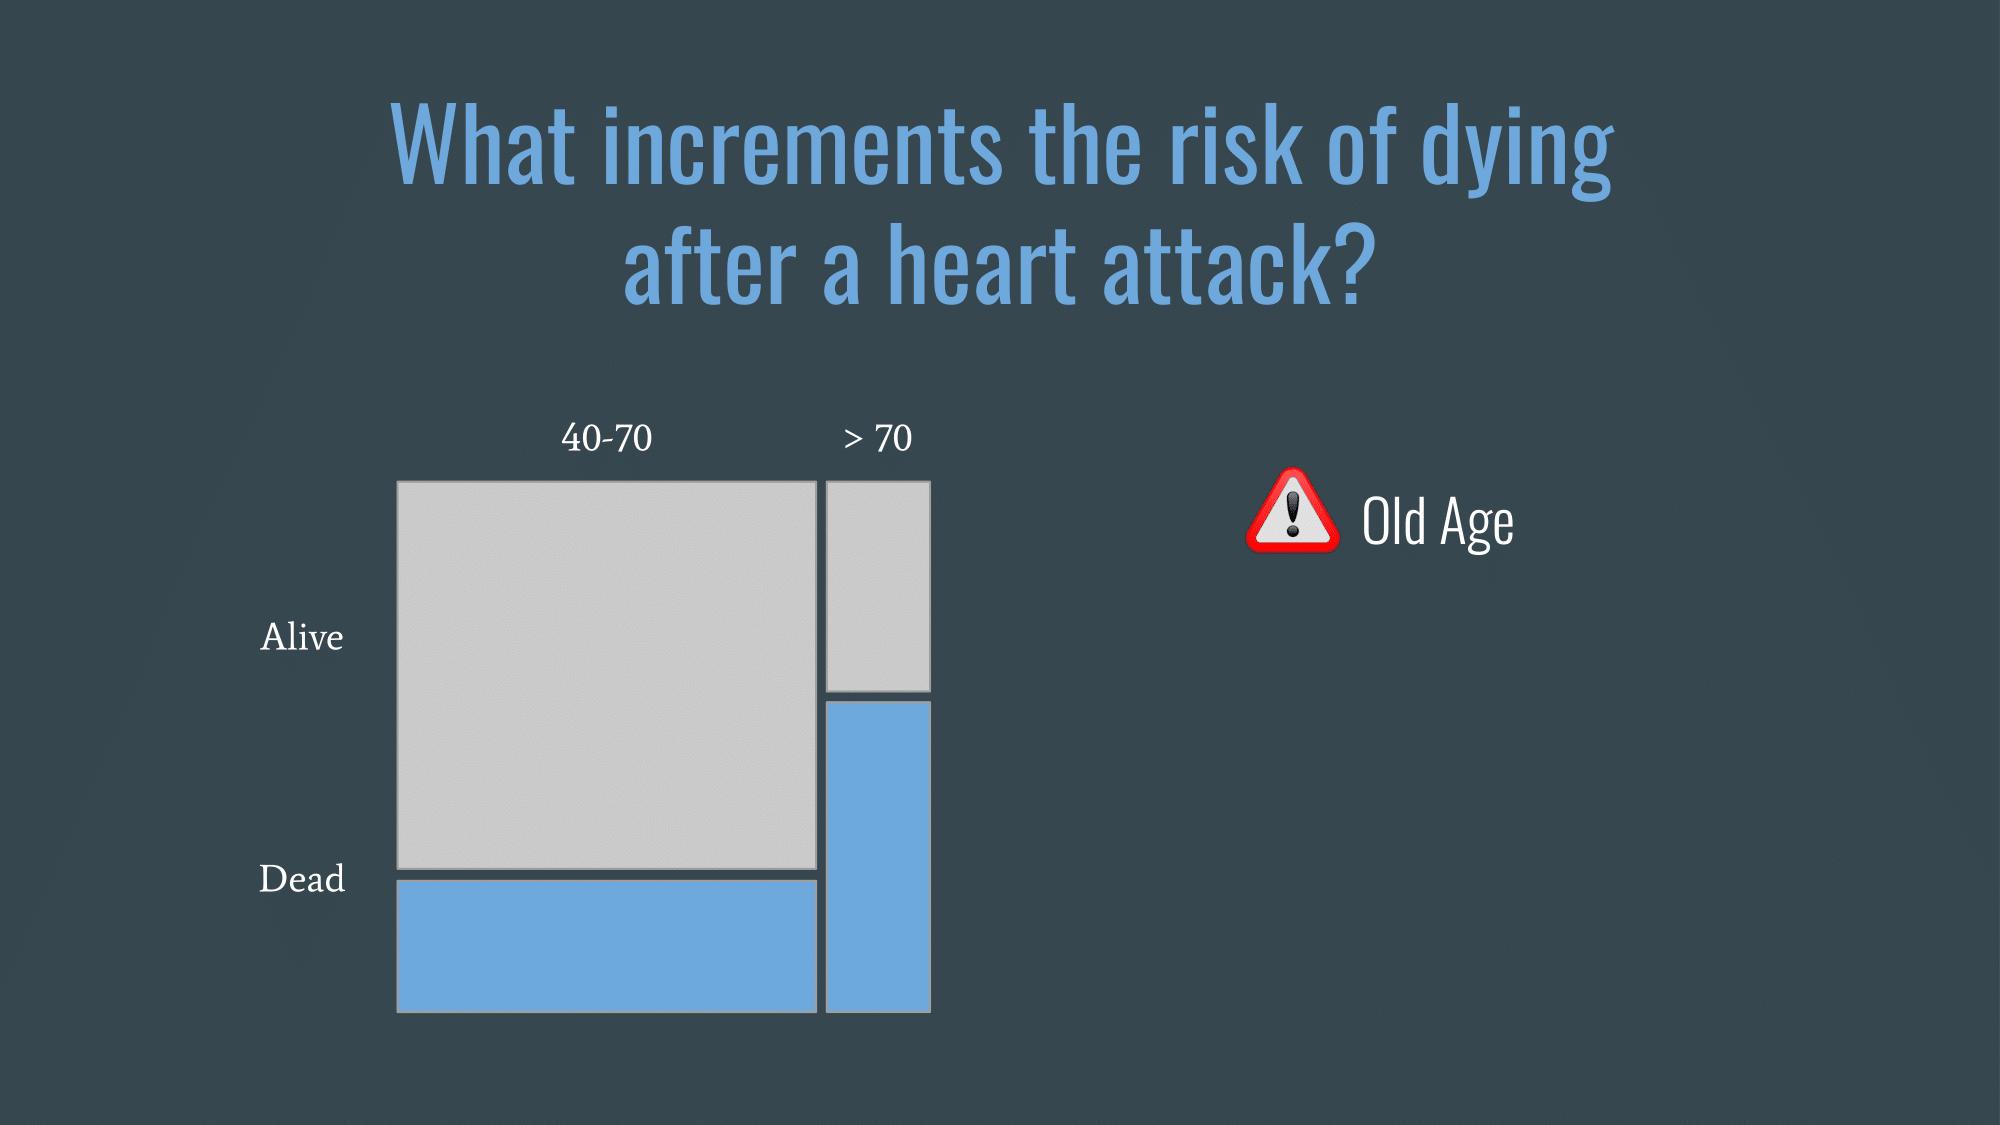 What increments the risk of dying
after a heart attack?
40-70
> 70
Old Age
Alive
Dead